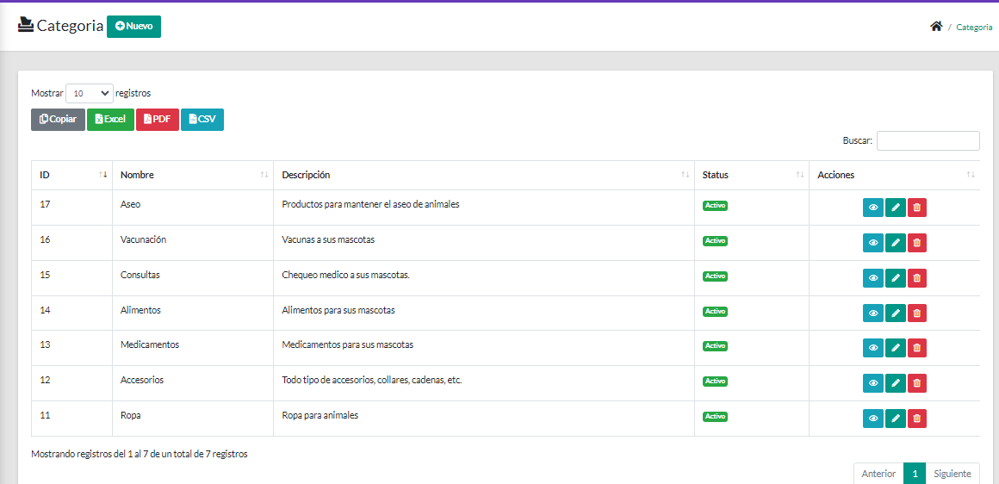 Categoria Nuevo
/ Categoria
Mostrar 10 registros
Copiar Excel PDF CSV
Buscar:
ID Nombre Descripción Status Acciones
17 Aseo Productos para mantener el aseo de animales Activo
16 Vacunación Vacunas a sus mascotas Activo
15 Consultas Chequeo medico a sus mascotas. Activo
14 Alimentos Alimentos para sus mascotas Activo
13 Medicamentos Medicamentos para sus mascotas Activo
12 Accesorios Todo tipo de accesorios, collares, cadenas, etc. Activo
11 Ropa Ropa para animales Activo
Mostrando registros del 1 al 7 de un total de 7 registros
Anterior 1 Siguiente